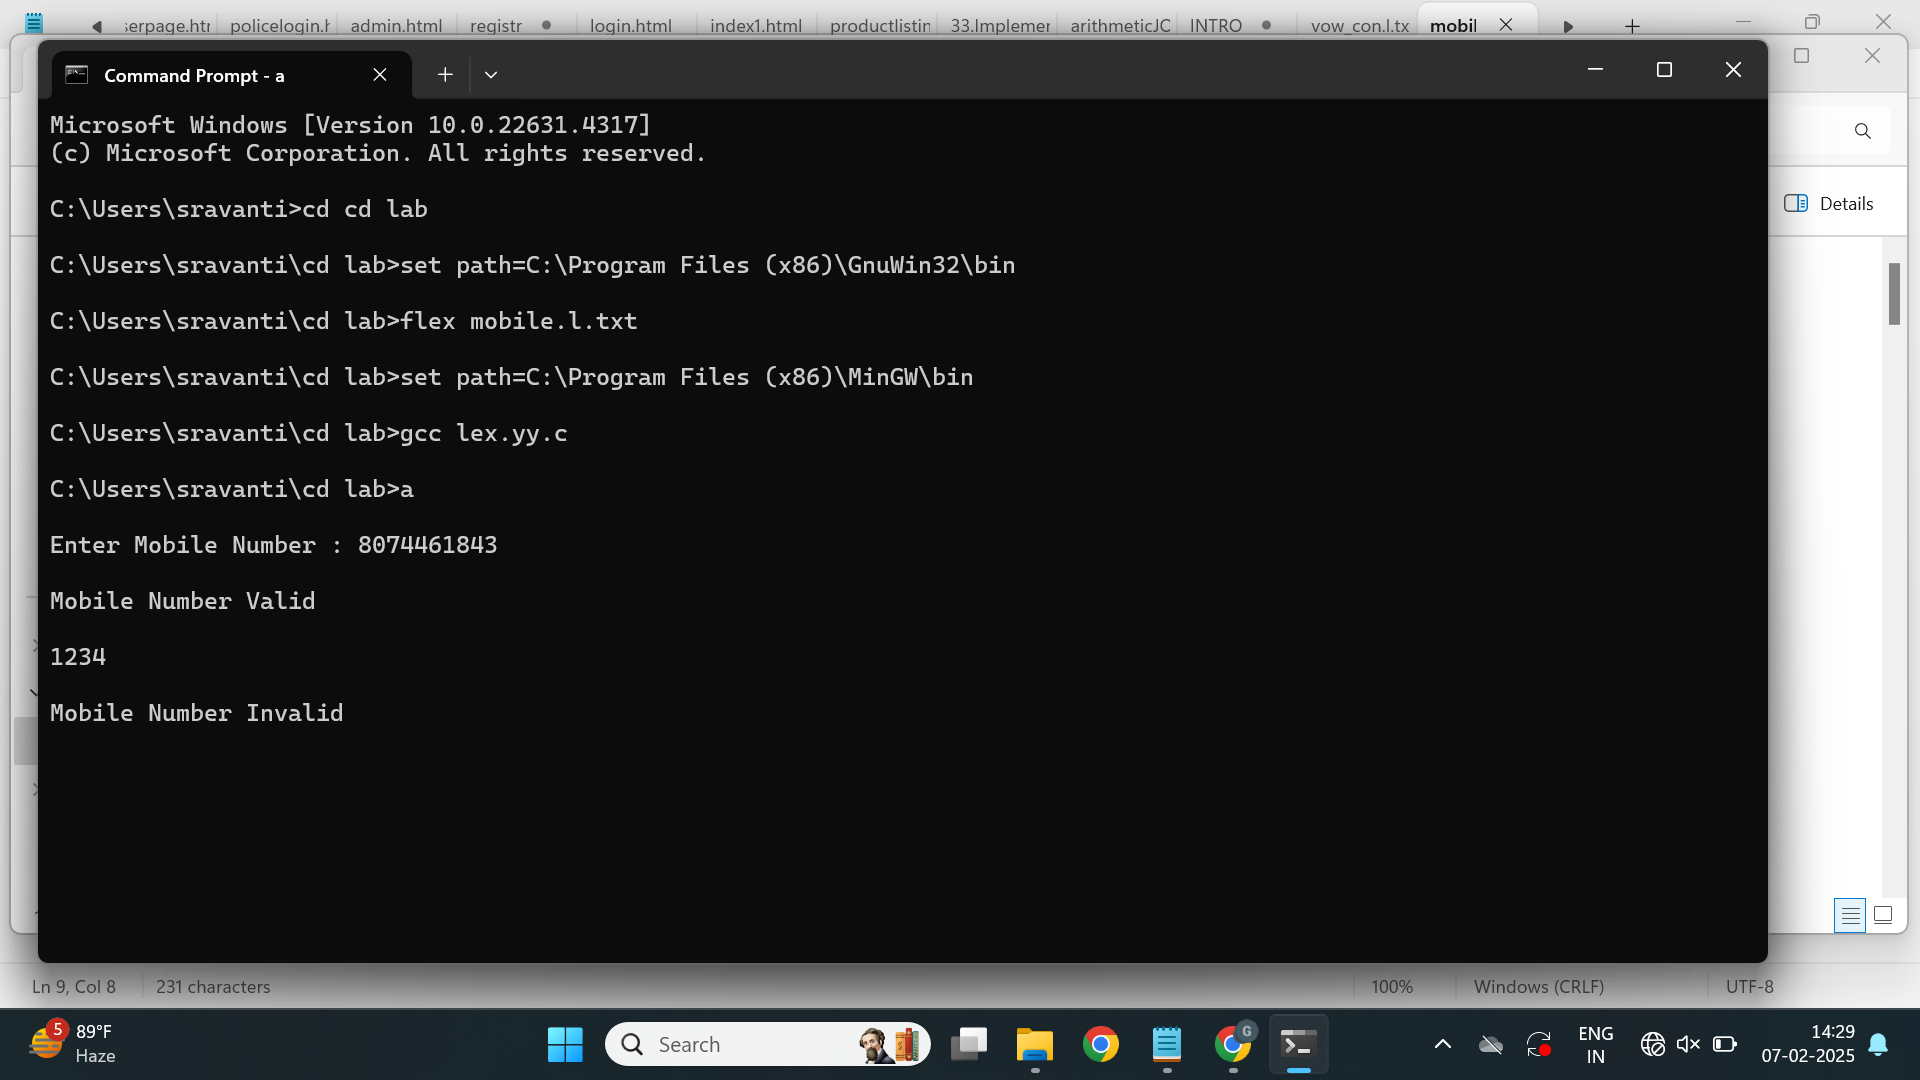 serpage.htr policelogin.h admin.html registr login.html index1.html productlistin 33.Implemer arithmeticJC INTRO vow_con.l.tx mobil
Command Prompt - a
Microsoft Windows [Version 10.0.22631.4317]
(c) Microsoft Corporation. All rights reserved.
Details
C:\Users\sravanti>cd cd lab
C:\Users\sravanti\cd lab>set path=C:\Program Files (x86)\GnuWin32\bin
C:\Users\sravanti\cd lab>flex mobile.l.txt
C:\Users\sravanti\cd lab>set path=C:\Program Files (x86)\MinGW\bin
C:\Users\sravanti\cd lab>gcc lex.yy.c
C:\Users\sravanti\cd lab>a
Enter Mobile Number : 8074461843
Mobile Number Valid
1234
Mobile Number Invalid
Ln 9, Col 8 231 characters 100% Windows (CRLF) UTF-8
5 89°F
Haze
Search
G
ENG
IN
14:29
07-02-2025